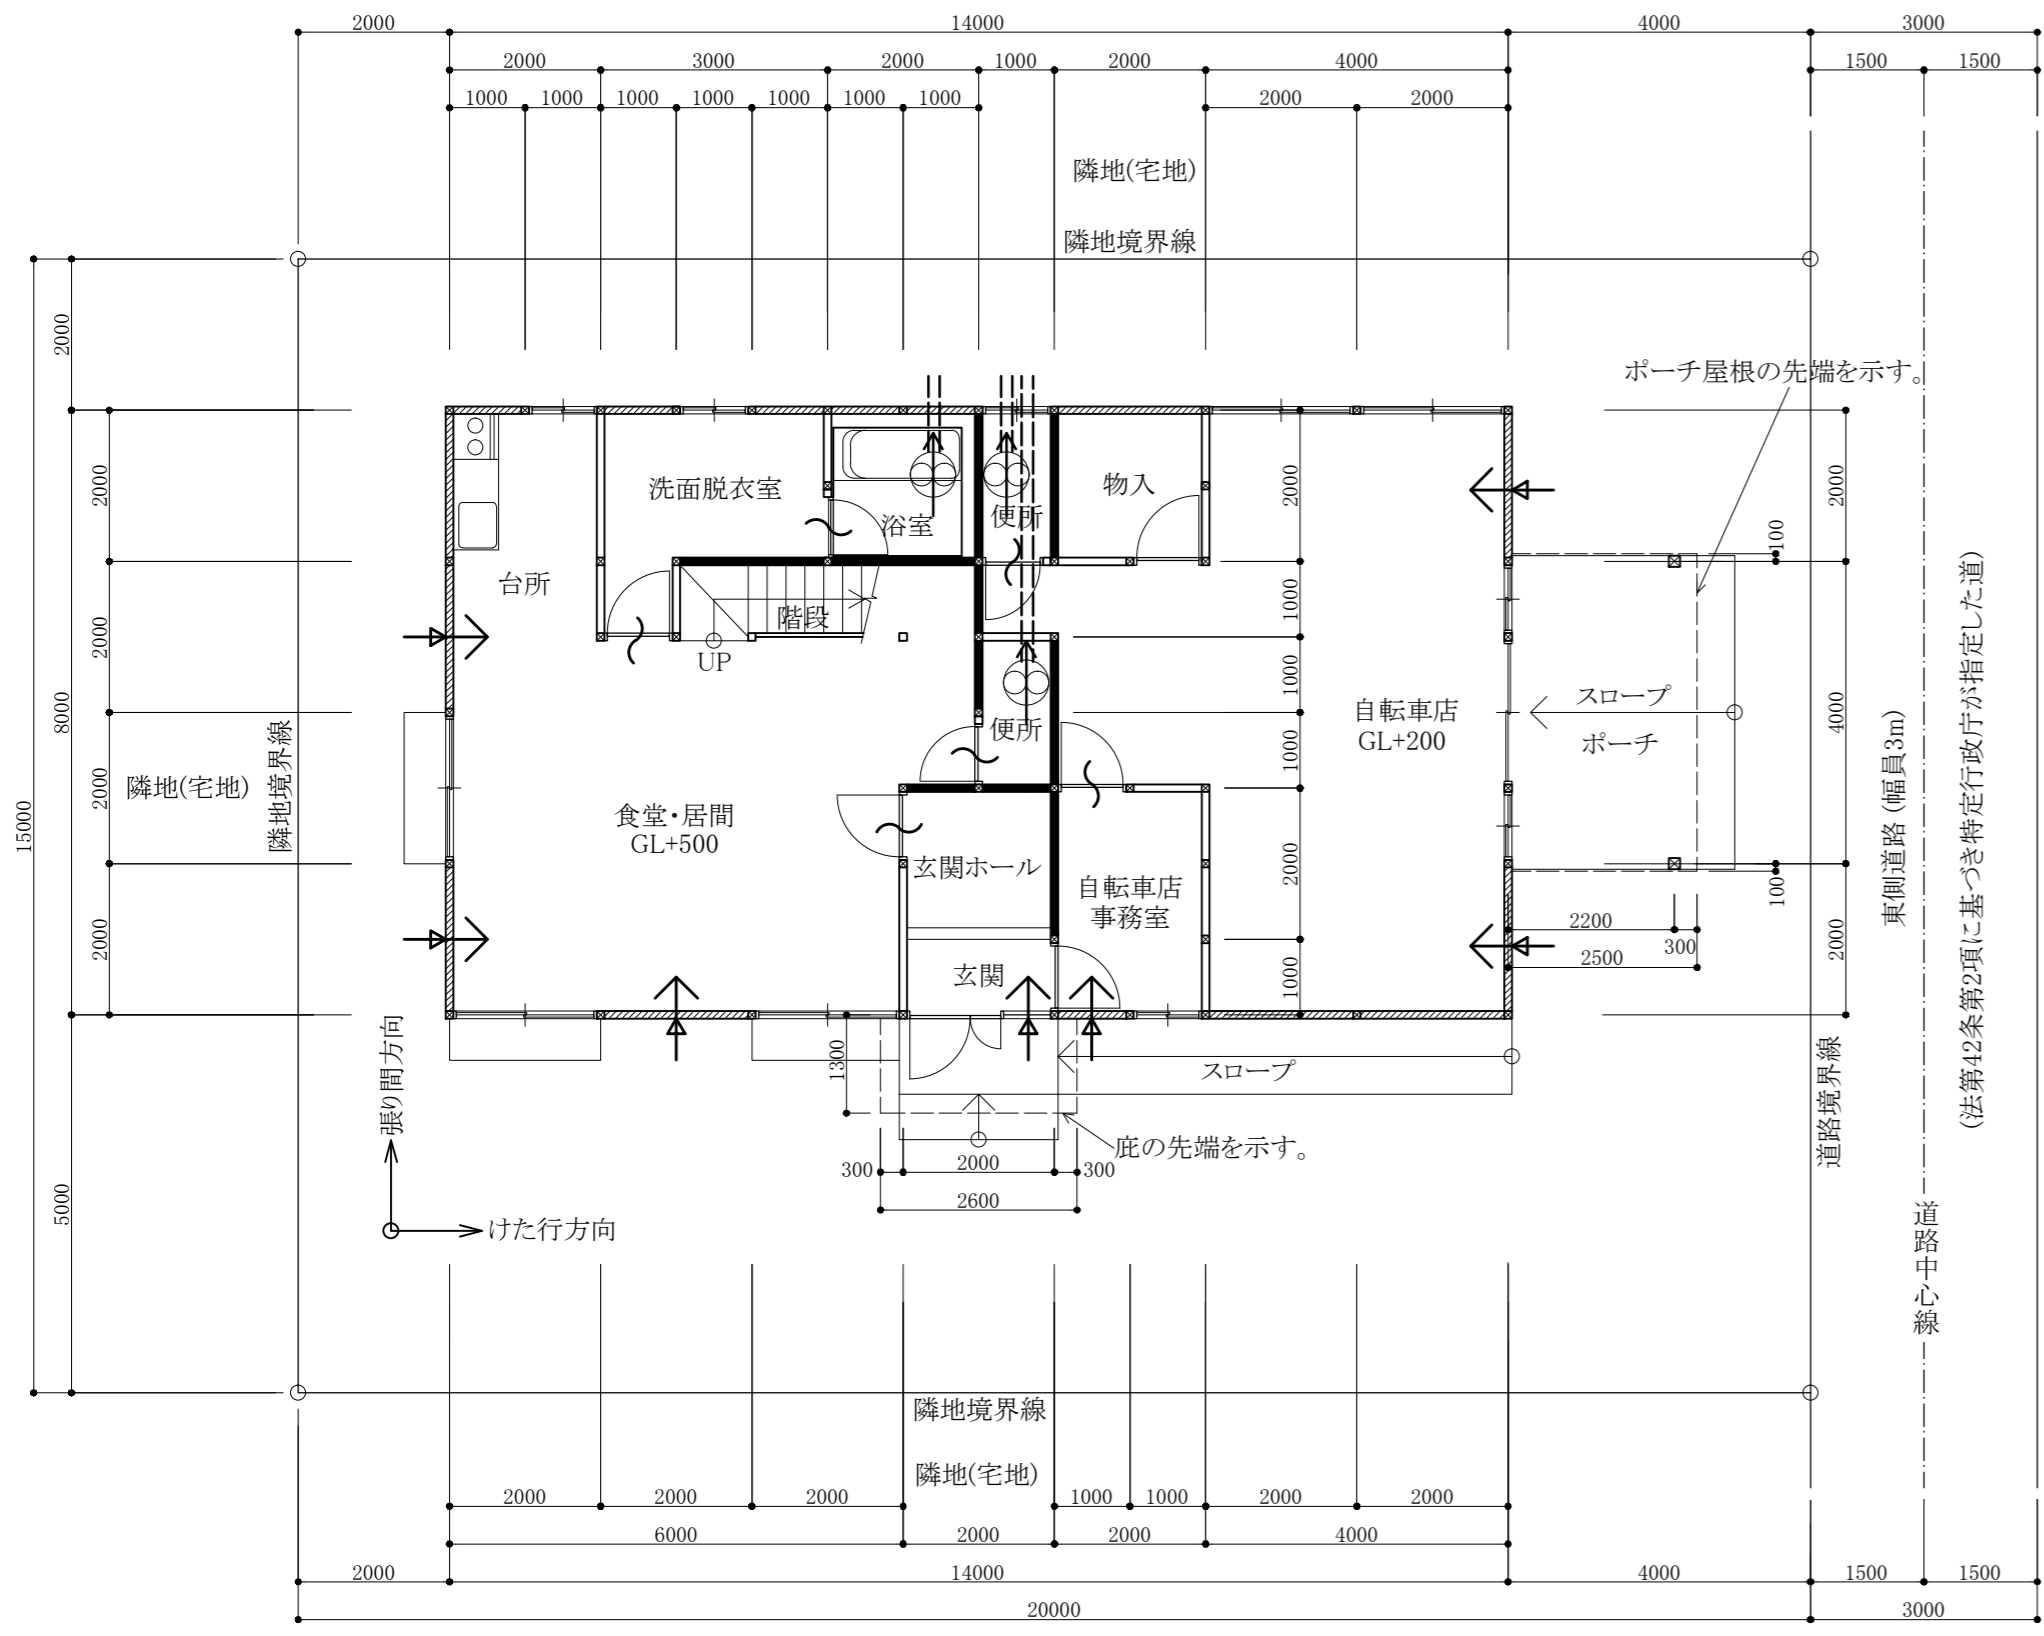 2000
14000
4000
3000
2000
3000
2000
1000
2000
4000
1500
1500
1000
1000
1000
1000
1000
1000
1000
2000
2000
隣地(宅地)
隣地境界線
ポーチ屋根の先端を示す。
2000
8000
5000
15000
2000
2000
2000
2000
隣地(宅地)
隣地境界線
洗面脱衣室
浴室
便所
物入
台所
階段
UP
便所
食堂・居間
GL+500
玄関ホール
玄関
自転車店
事務室
自転車店
GL+200
2000
1000
1000
1000
2000
1000
スロープ
ポーチ
100
100
2000
4000
2000
2200
300
2500
東側道路(幅員3m)
(法第42条第2項に基づき特定行政庁が指定した道)
道路境界線
道路中心線
1300
スロープ
庇の先端を示す。
300
2000
300
2600
張り間方向
けた行方向
隣地境界線
隣地(宅地)
2000
2000
2000
1000
1000
2000
2000
6000
2000
2000
4000
2000
14000
4000
1500
1500
20000
3000